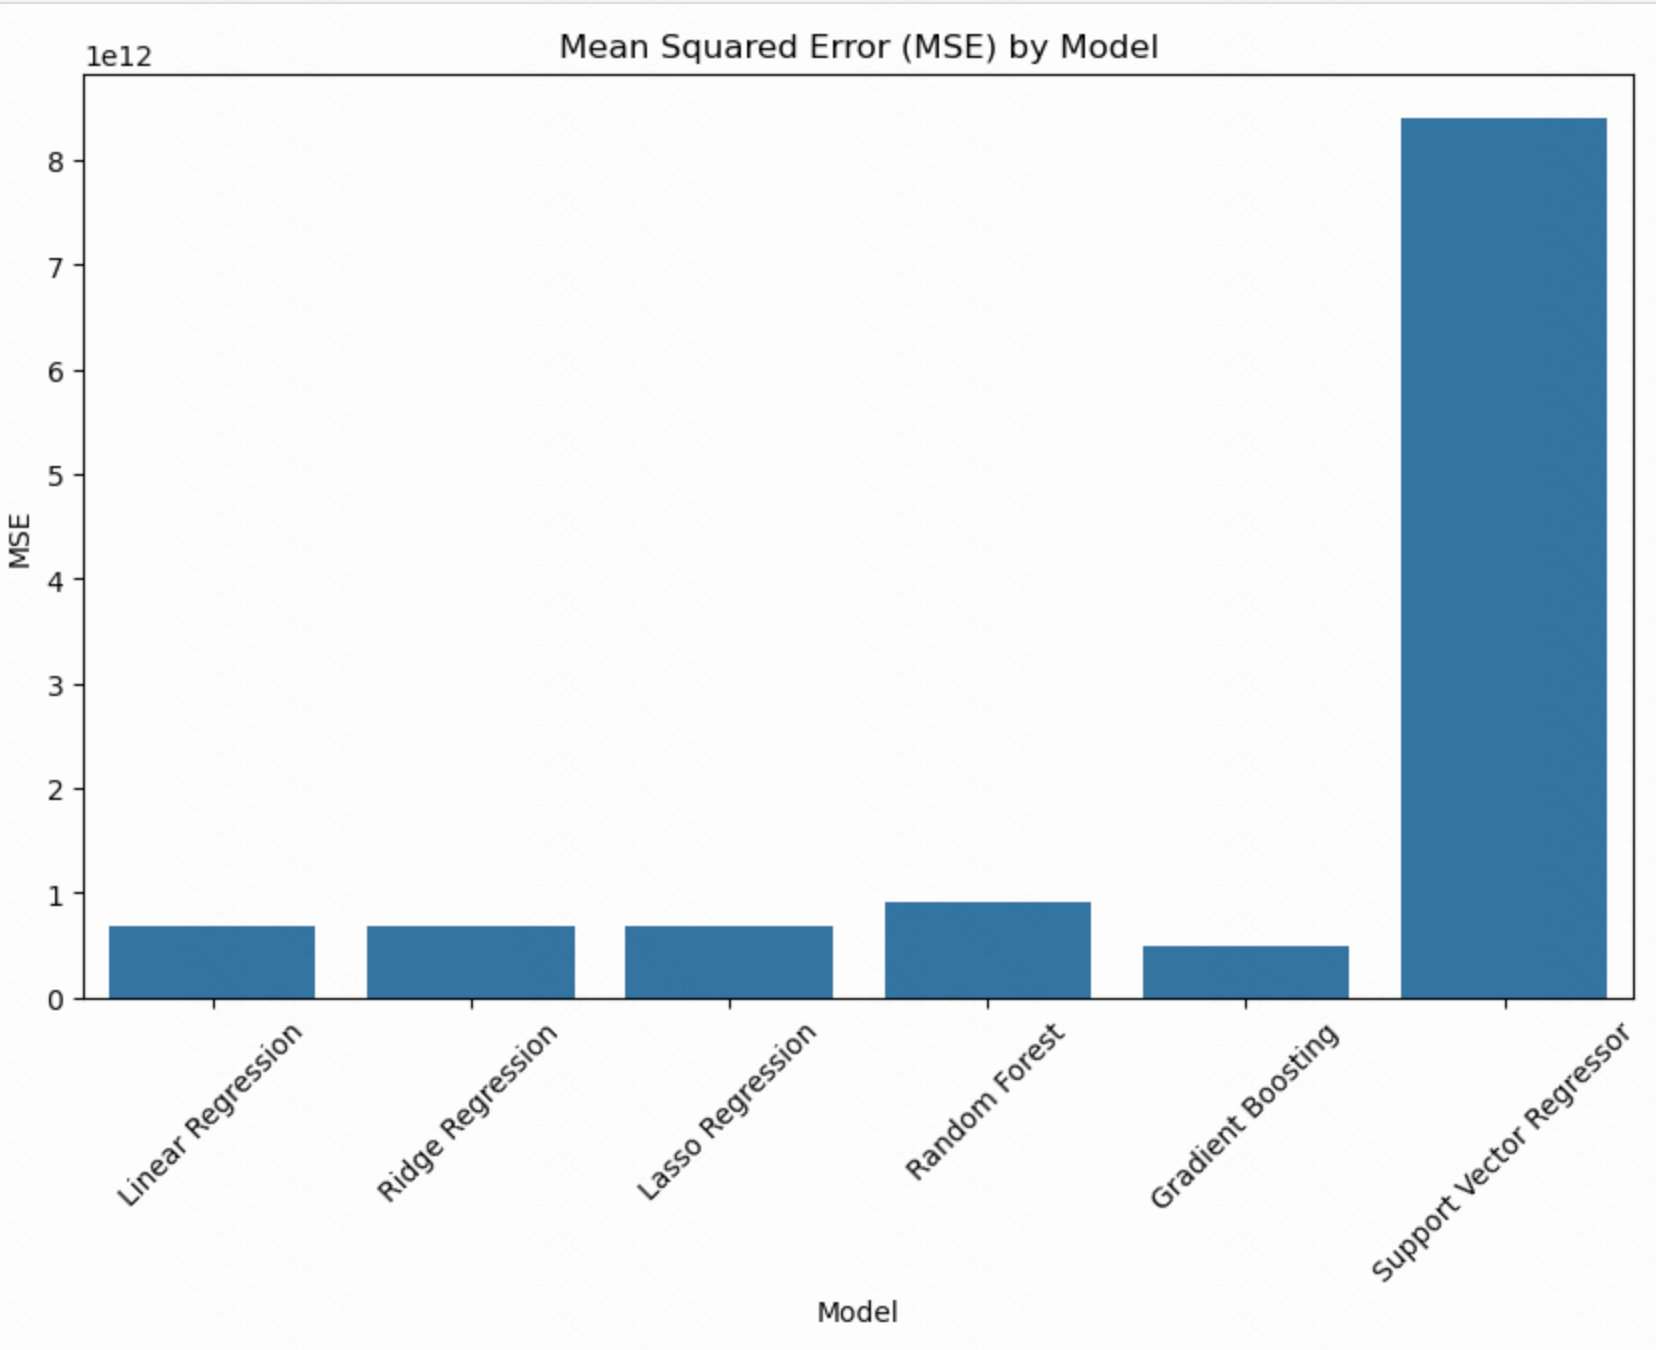 Mean Squared Error (MSE) by Model
1e12
8
7
6
5
4
3
2
1
0
MSE
Linear Regression
Ridge Regression
Lasso Regression
Random Forest
Gradient Boosting
Support Vector Regressor
Model